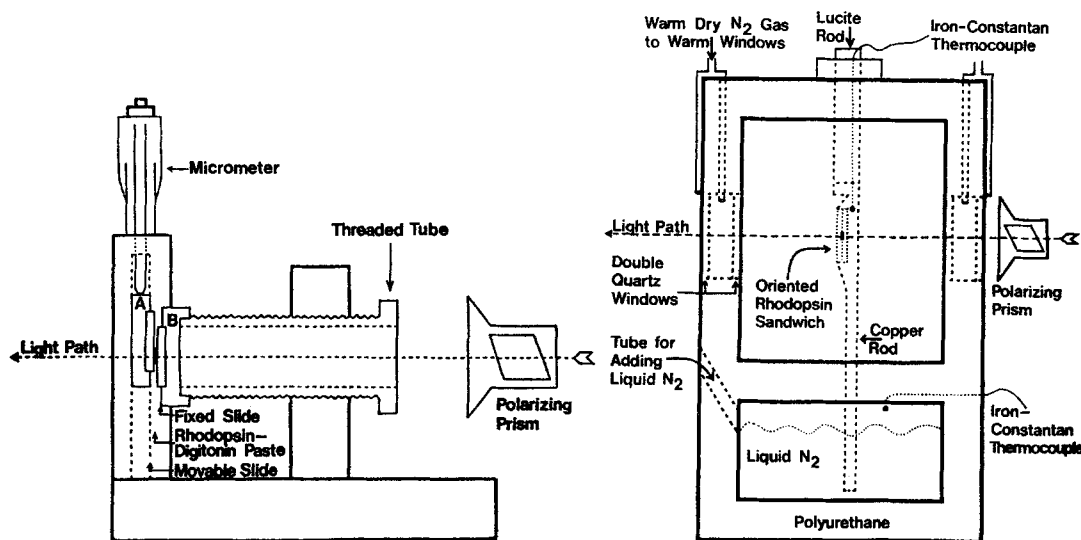 Micrometer
Threaded Tube
A
B
Light Path
Fixed Slide
Rhodopsin-
Digitonin Paste
Movable Slide
Polarizing
Prism
Warm Dry N2 Gas
to Warm Windows
Lucite
Rod
Iron-Constantan
Thermocouple
Light Path
Double
Quartz
Windows
Oriented
Rhodopsin
Sandwich
Polarizing
Prism
Copper
Rod
Tube for
Adding
Liquid N2
Liquid N2
Iron-
Constantan
Thermocouple
Polyurethane